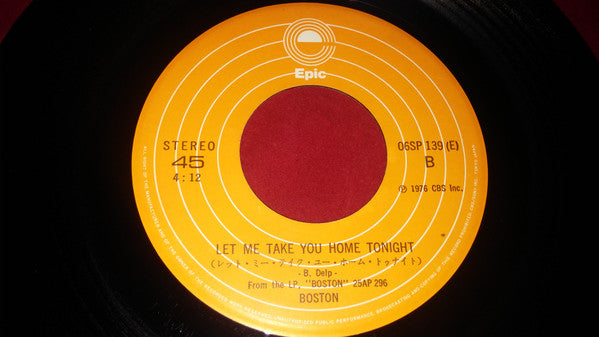 Epic
STEREO
45
4:12
06SP 139 (E)
B
Ⓟ 1976 CBS Inc.
LET ME TAKE YOU HOME TONIGHT
(レット・ミー・テイク・ユー・ホーム・トゥナイト)
- B. Delp -
From the LP, "BOSTON" 25AP 296
BOSTON